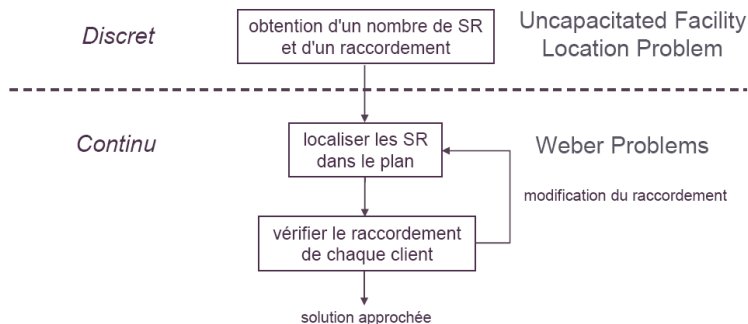 Discret
obtention d'un nombre de SR
et d'un raccordement
Uncapacitated Facility
Location Problem
Continu
localiser les SR
dans le plan
Weber Problems
modification du raccordement
vérifier le raccordement
de chaque client
solution approchée